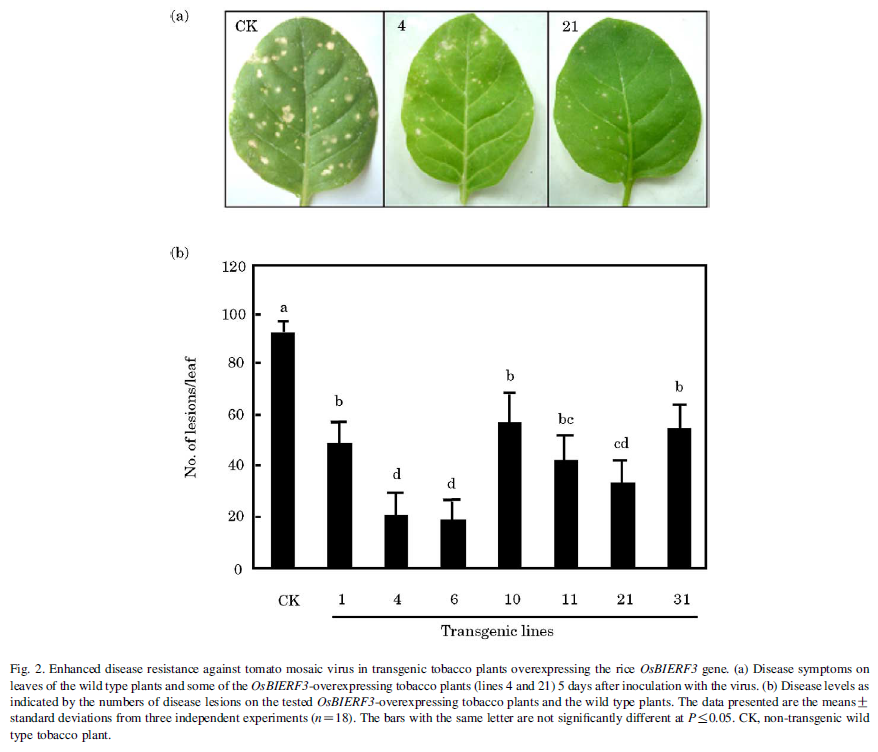 (a)
CK 4 21
(b)
120
100
80
60
40
20
0
No. of lesions/leaf
a
b
d
d
b
bc
cd
b
CK 1 4 6 10 11 21 31
Transgenic lines
Fig. 2. Enhanced disease resistance against tomato mosaic virus in transgenic tobacco plants overexpressing the rice OsBIERF3 gene. (a) Disease symptoms on
leaves of the wild type plants and some of the OsBIERF3-overexpressing tobacco plants (lines 4 and 21) 5 days after inoculation with the virus. (b) Disease levels as
indicated by the numbers of disease lesions on the tested OsBIERF3-overexpressing tobacco plants and the wild type plants. The data presented are the means±
standard deviations from three independent experiments (n=18). The bars with the same letter are not significantly different at P≤0.05. CK, non-transgenic wild
type tobacco plant.